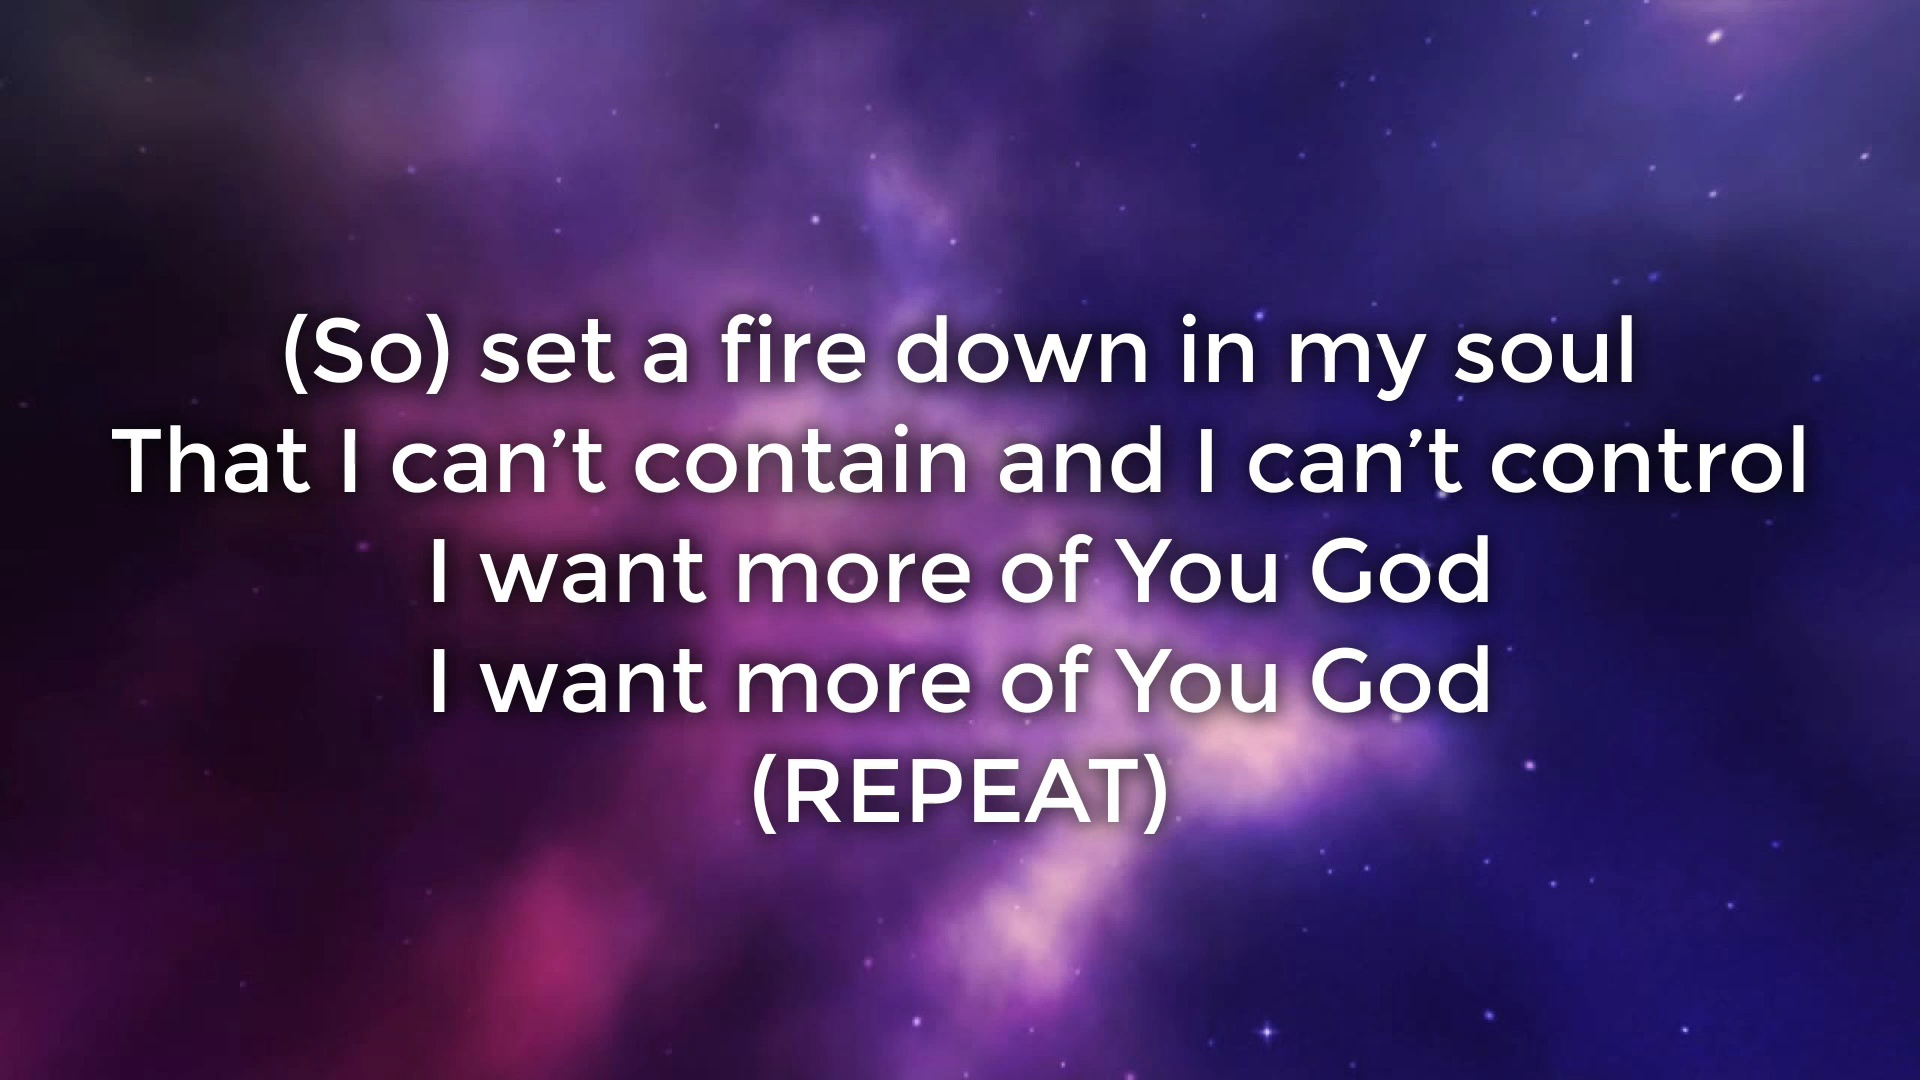 (So) set a fire down in my soul
That I can’t contain and I can’t control
I want more of You God
I want more of You God
(REPEAT)